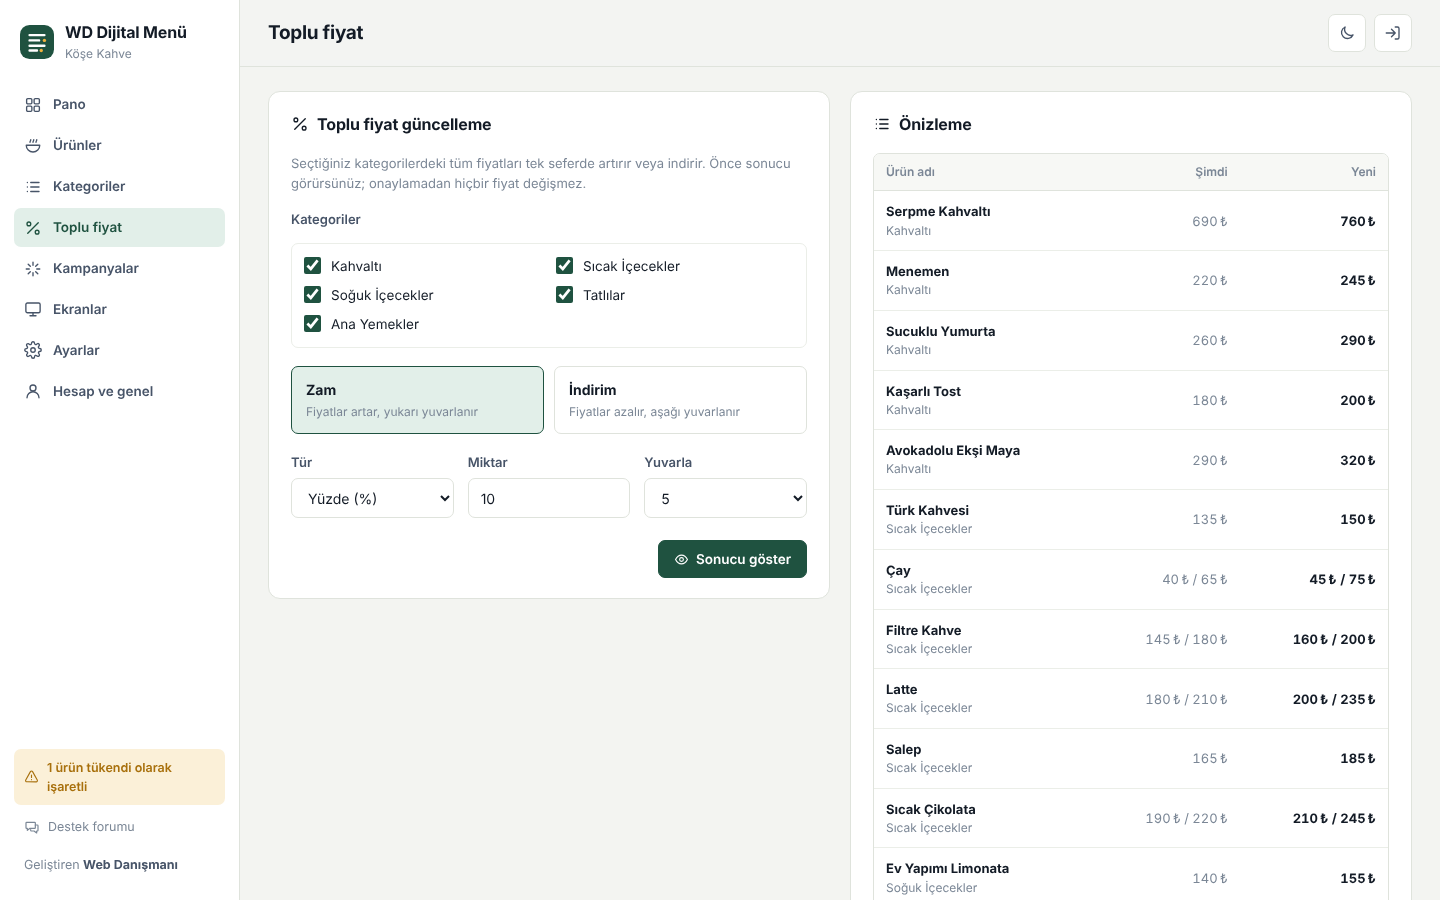 WD Dijital Menü
Köşe Kahve
Pano
Ürünler
Kategoriler
Toplu fiyat
Kampanyalar
Ekranlar
Ayarlar
Hesap ve genel
1 ürün tükendi olarak
işaretli
Destek forumu
Geliştiren Web Danışmanı
Toplu fiyat
Toplu fiyat güncelleme
Seçtiğiniz kategorilerdeki tüm fiyatları tek seferde artırır veya indirir. Önce sonucu
görürsünüz; onaylamadan hiçbir fiyat değişmez.
Kategoriler
Kahvaltı
Sıcak İçecekler
Soğuk İçecekler
Tatlılar
Ana Yemekler
Zam
Fiyatlar artar, yukarı yuvarlanır
İndirim
Fiyatlar azalır, aşağı yuvarlanır
Tür Miktar Yuvarla
Yüzde (%) 10 5
Sonucu göster
Önizleme
Ürün adı Şimdi Yeni
Serpme Kahvaltı
Kahvaltı
690 ₺ 760 ₺
Menemen
Kahvaltı
220 ₺ 245 ₺
Sucuklu Yumurta
Kahvaltı
260 ₺ 290 ₺
Kaşarlı Tost
Kahvaltı
180 ₺ 200 ₺
Avokadolu Ekşi Maya
Kahvaltı
290 ₺ 320 ₺
Türk Kahvesi
Sıcak İçecekler
135 ₺ 150 ₺
Çay
Sıcak İçecekler
40 ₺ / 65 ₺ 45 ₺ / 75 ₺
Filtre Kahve
Sıcak İçecekler
145 ₺ / 180 ₺ 160 ₺ / 200 ₺
Latte
Sıcak İçecekler
180 ₺ / 210 ₺ 200 ₺ / 235 ₺
Salep
Sıcak İçecekler
165 ₺ 185 ₺
Sıcak Çikolata
Sıcak İçecekler
190 ₺ / 220 ₺ 210 ₺ / 245 ₺
Ev Yapımı Limonata
Soğuk İçecekler
140 ₺ 155 ₺